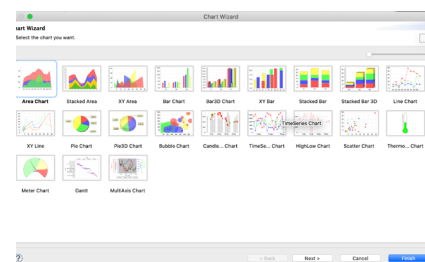 Chart Wizard
art Wizard
Select the chart you want.
Area Chart Stacked Area XY Area Bar Chart Bar3D Chart XY Bar Stacked Bar Stacked Bar 3D Line Chart
TimeSeries Chart
XY Line Pie Chart Pie3D Chart Bubble Chart Candle... Chart TimeSe... Chart HighLow Chart Scatter Chart Thermo... Chart
Meter Chart Gantt MultiAxis Chart
? < Back Next > Cancel Finish